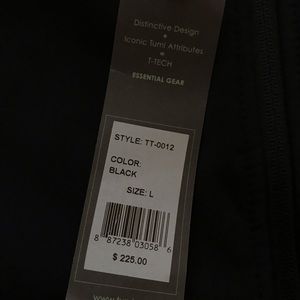 Distinctive Design
+
Iconic Tumi Attributes
=
T-TECH
ESSENTIAL GEAR
STYLE: TT-0012
COLOR:
BLACK
SIZE: L
8 87238 03058 6
$ 225.00